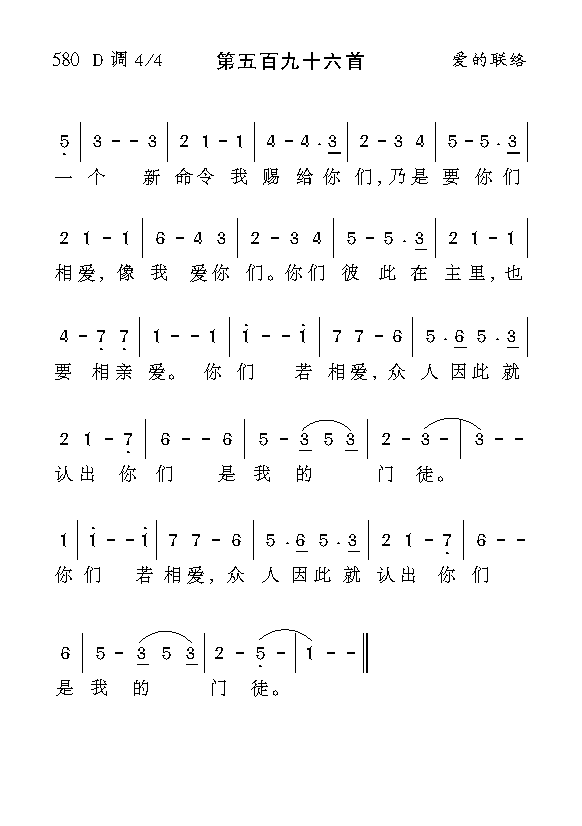 580 D 调 4/4 第五百九十六首 爱的联络
5 | 3 - - 3 | 2 1 - 1 | 4 - 4 . 3 | 2 - 3 4 | 5 - 5 . 3 |
一个 新命令我赐给你们,乃是要你们
2 1 - 1 | 6 - 4 3 | 2 - 3 4 | 5 - 5 . 3 | 2 1 - 1 |
相爱,像我爱你们。你们彼此在主里,也
4 - 7 7 | 1 - - 1 | 1 - - 1 | 7 7 - 6 | 5 . 6 5 . 3 |
要相亲爱。你们 若相爱,众人因此就
2 1 - 7 | 6 - - 6 | 5 - 3 5 3 | 2 - 3 - | 3 - -
认出你们 是我的 门徒。
1 | 1 - - 1 | 7 7 - 6 | 5 . 6 5 . 3 | 2 1 - 7 | 6 - -
你们 若相爱,众人因此就认出你们
6 | 5 - 3 5 3 | 2 - 5 - | 1 - - ||
是我的 门徒。